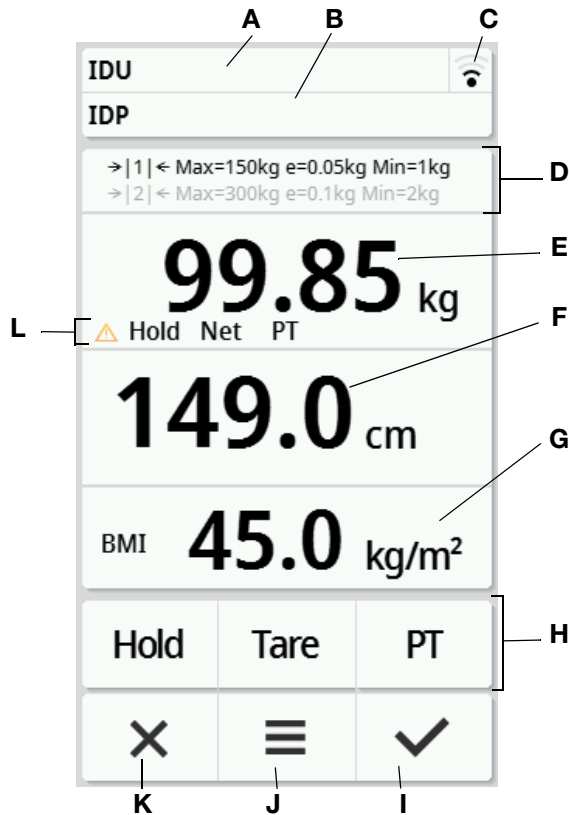 A B C
IDU
IDP
→|1|← Max=150kg e=0.05kg Min=1kg
→|2|← Max=300kg e=0.1kg Min=2kg
D
99.85 kg
E
L
Hold Net PT
F
149.0 cm
G
BMI 45.0 kg/m²
Hold Tare PT
H
K J I